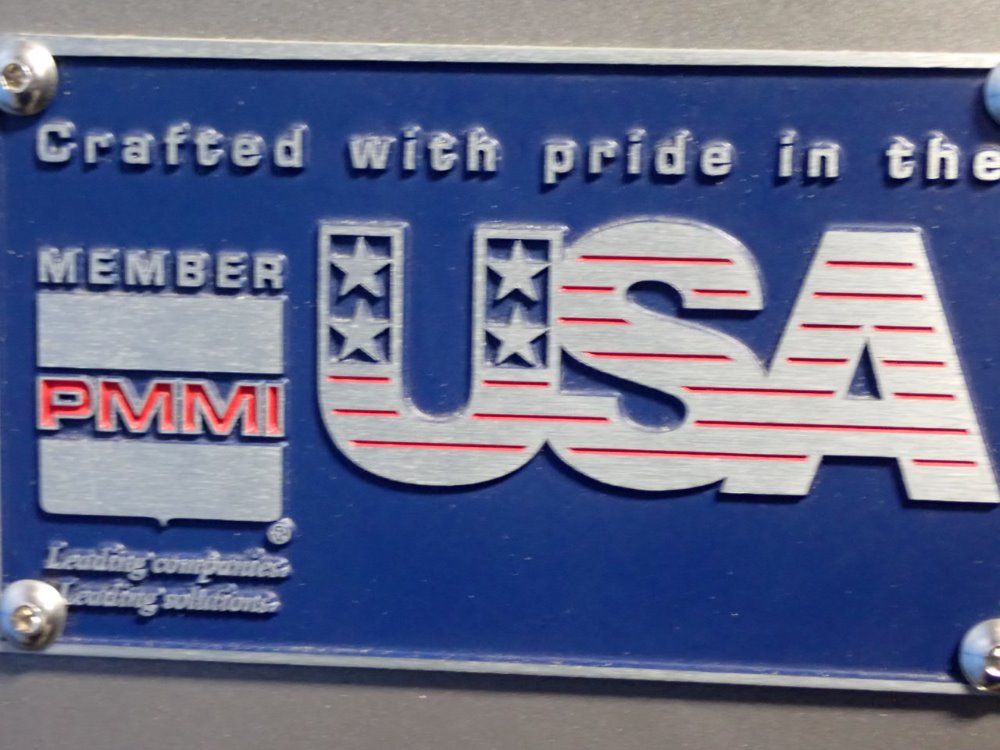 Crafted with pride in the
USA
MEMBER
PMMI
®
Leading companies.
Leading solutions.